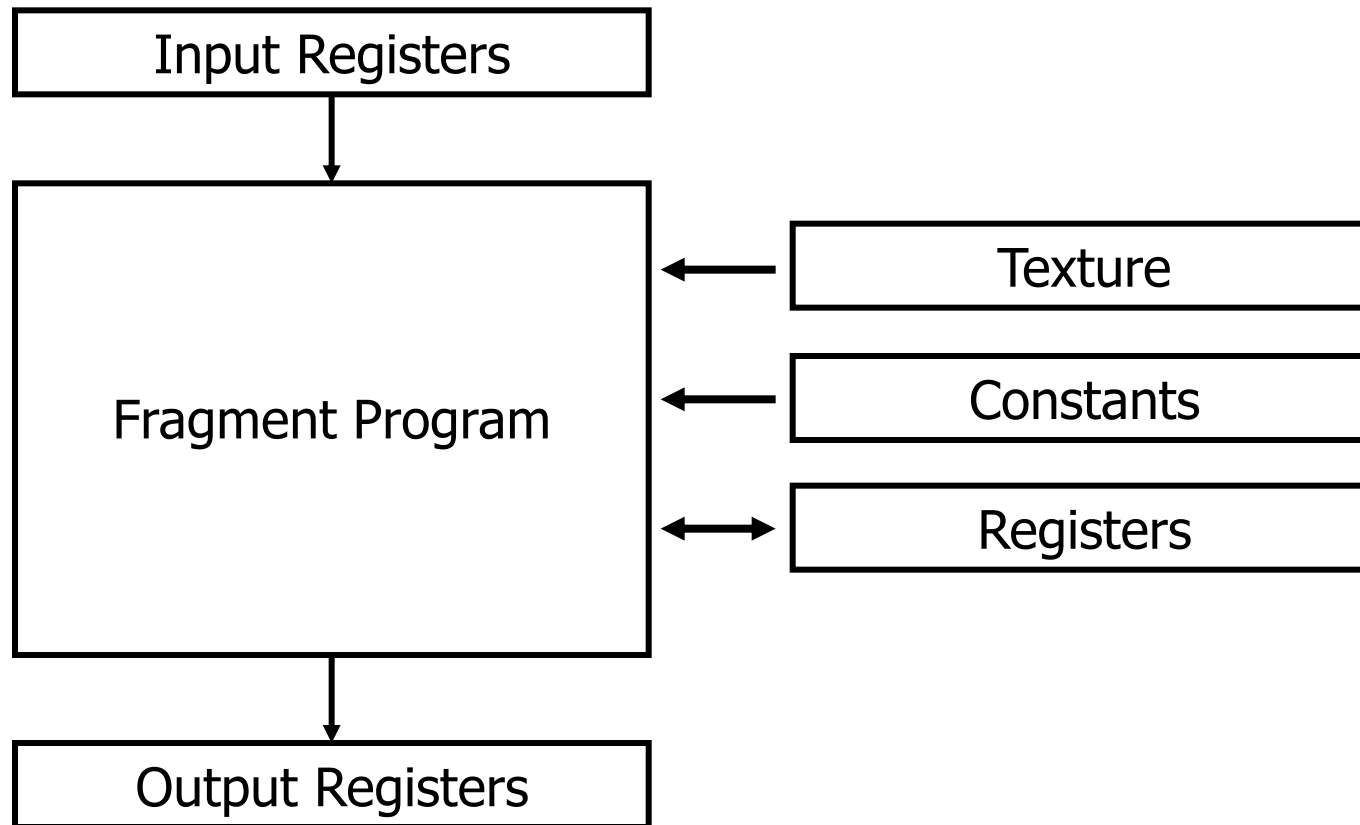 Input Registers
Texture
Constants
Fragment Program
Registers
Output Registers